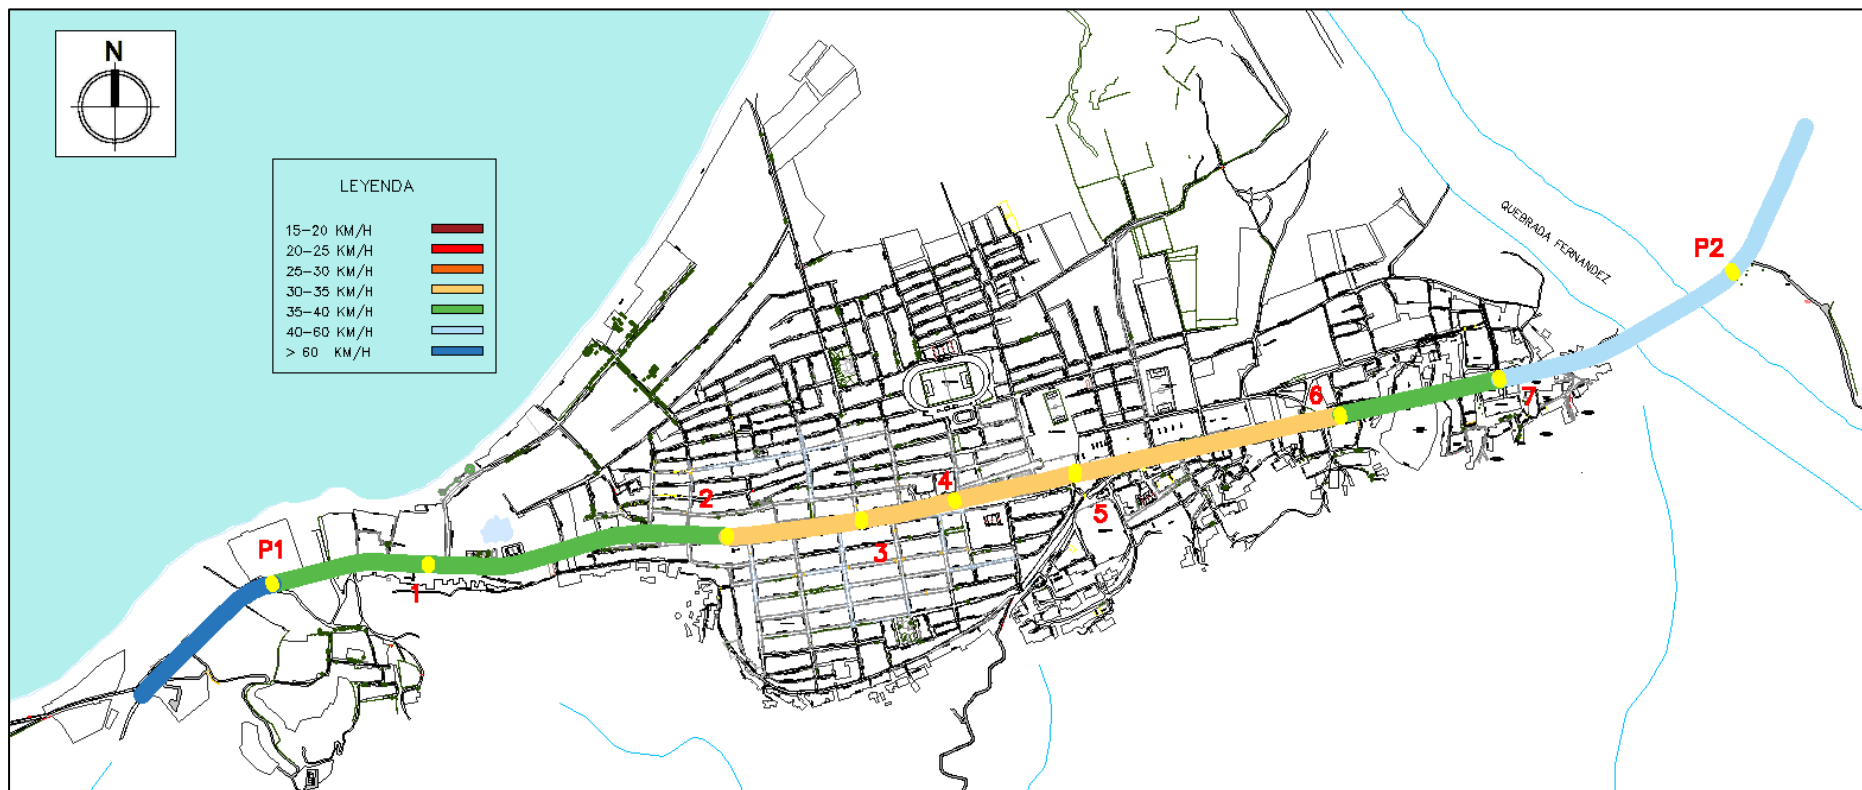 N
LEYENDA
15-20 KM/H
20-25 KM/H
25-30 KM/H
30-35 KM/H
35-40 KM/H
40-60 KM/H
> 60 KM/H
QUEBRADA FERNANDEZ
P2
6
7
4
2
5
3
P1
1